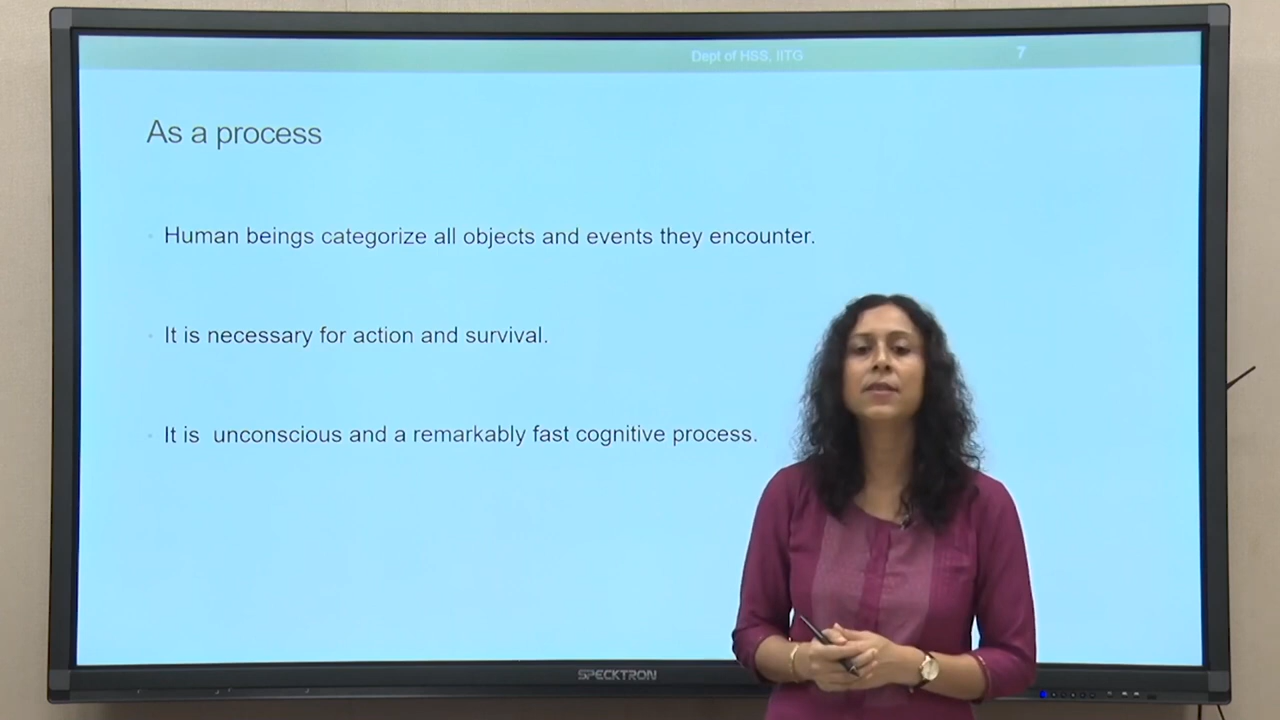 Dept of HSS, IITG 7
As a process
Human beings categorize all objects and events they encounter.
It is necessary for action and survival.
It is unconscious and a remarkably fast cognitive process.
SPECKTRON